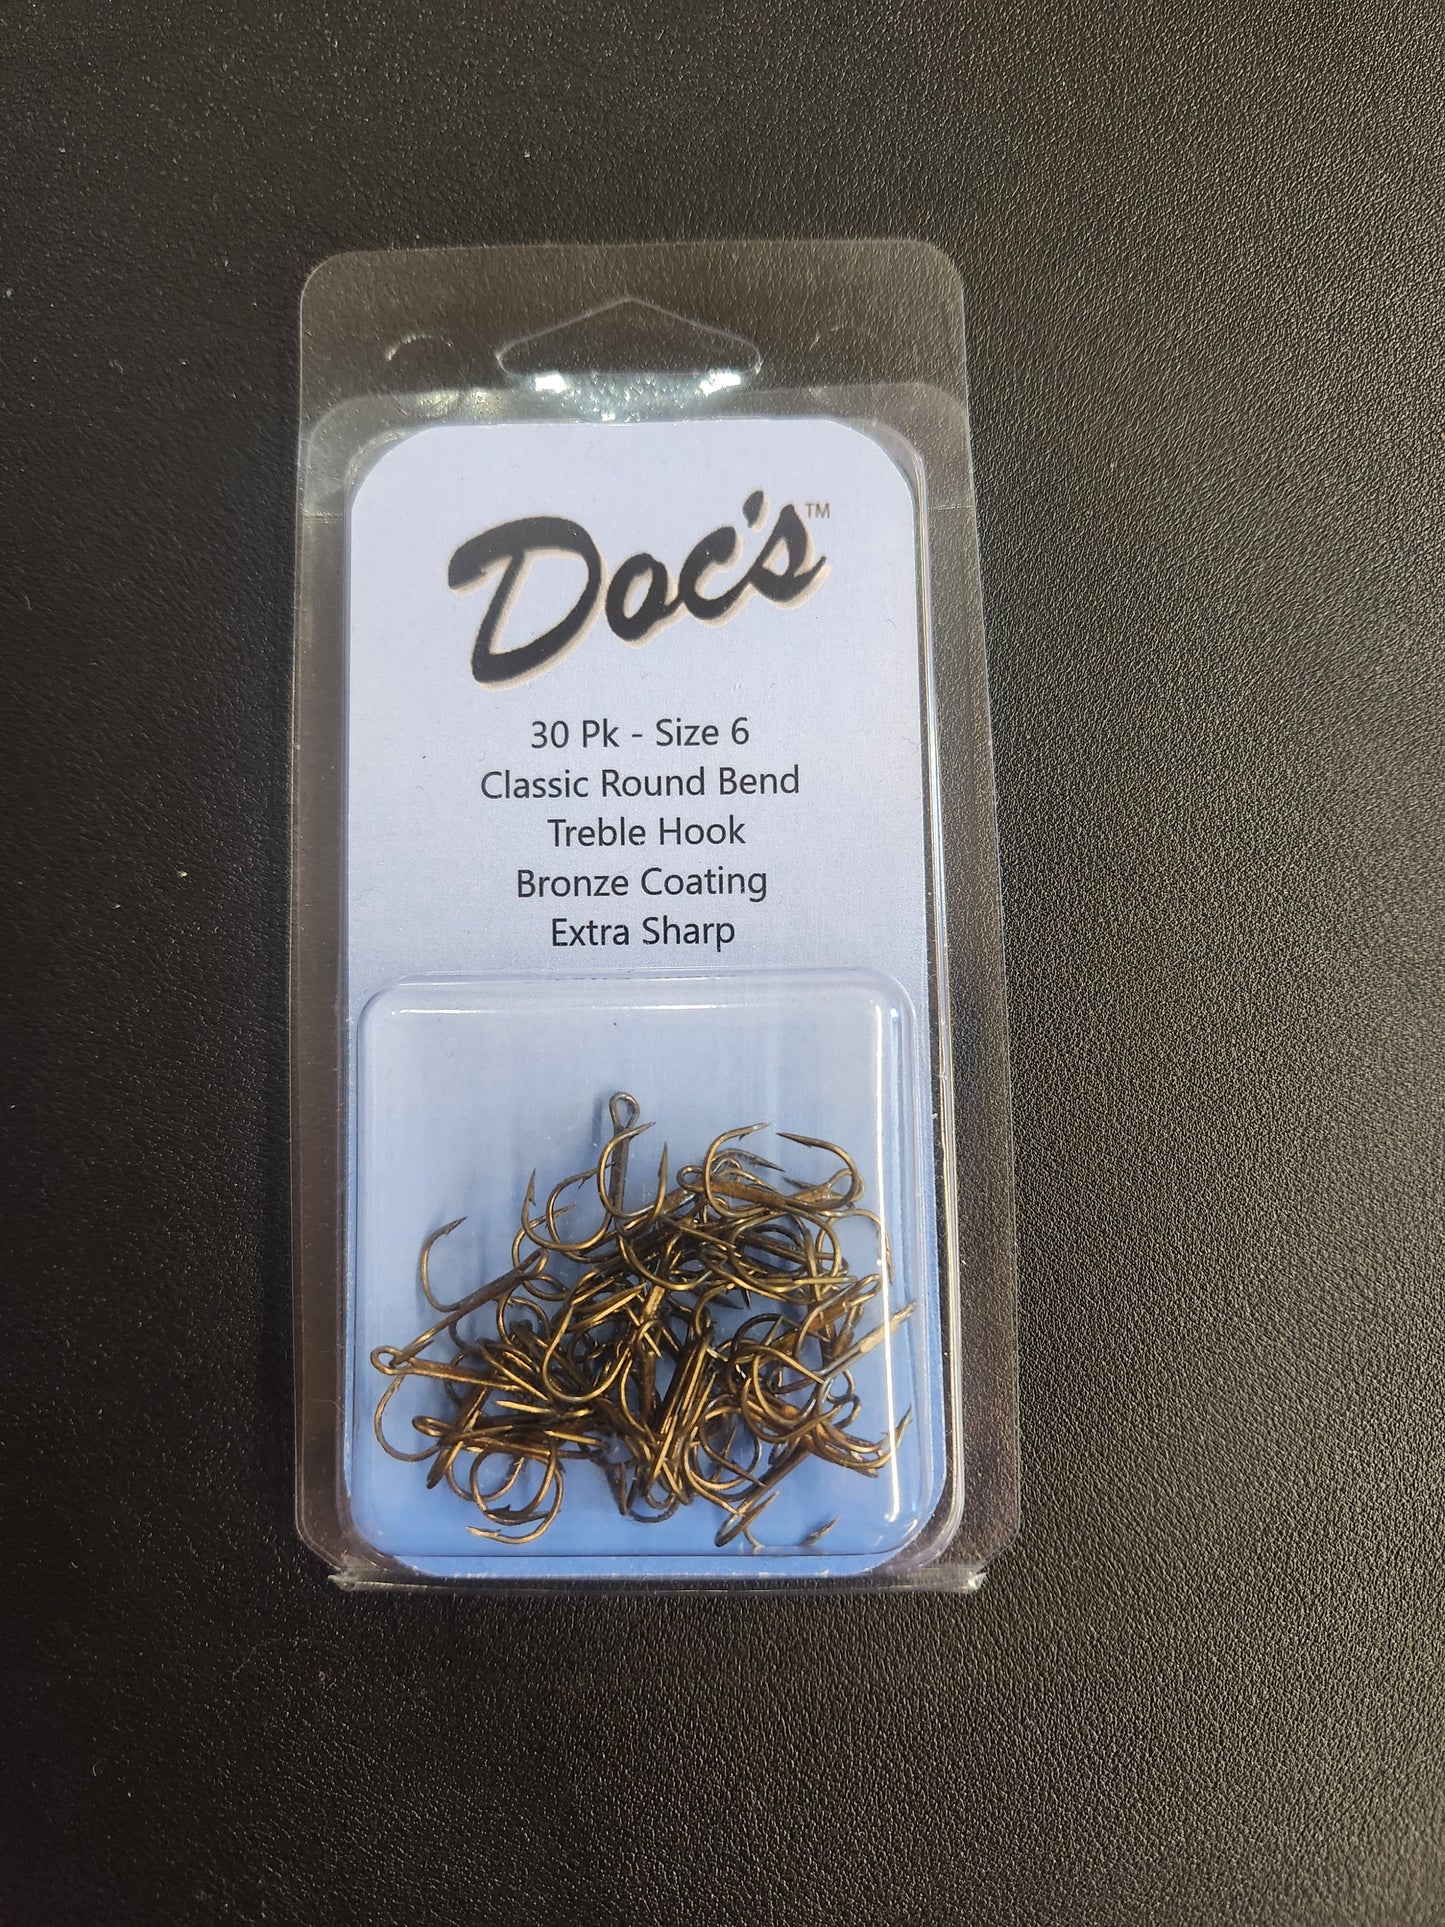 Doc's™
30 Pk - Size 6
Classic Round Bend
Treble Hook
Bronze Coating
Extra Sharp